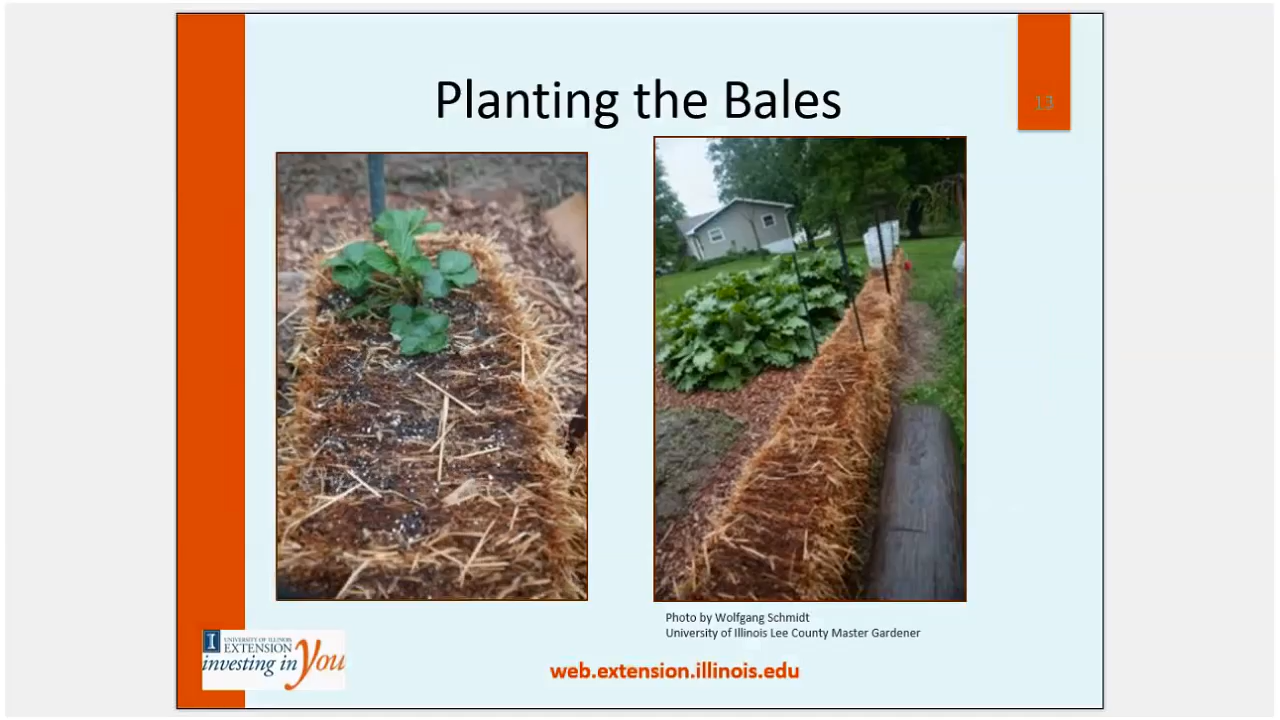 Planting the Bales
13
Photo by Wolfgang Schmidt
University of Illinois Lee County Master Gardener
I
UNIVERSITY OF ILLINOIS
EXTENSION
investing in you
web.extension.illinois.edu